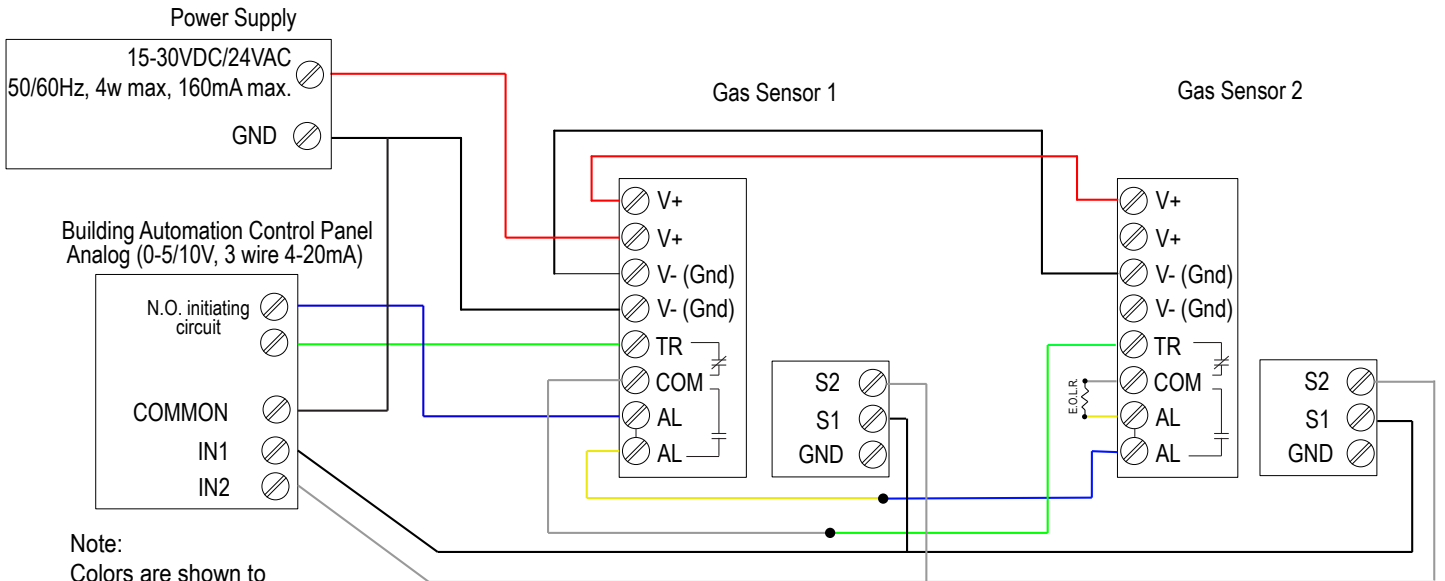 Power Supply
15-30VDC/24VAC
50/60Hz, 4w max, 160mA max.
GND
Building Automation Control Panel
Analog (0-5/10V, 3 wire 4-20mA)
N.O. initiating
circuit
COMMON
IN1
IN2
Note:
Colors are shown to
Gas Sensor 1
V+
V+
V- (Gnd)
V- (Gnd)
TR
COM
AL
AL
S2
S1
GND
Gas Sensor 2
V+
V+
V- (Gnd)
V- (Gnd)
TR
COM
AL
AL
E.O.L.R.
S2
S1
GND